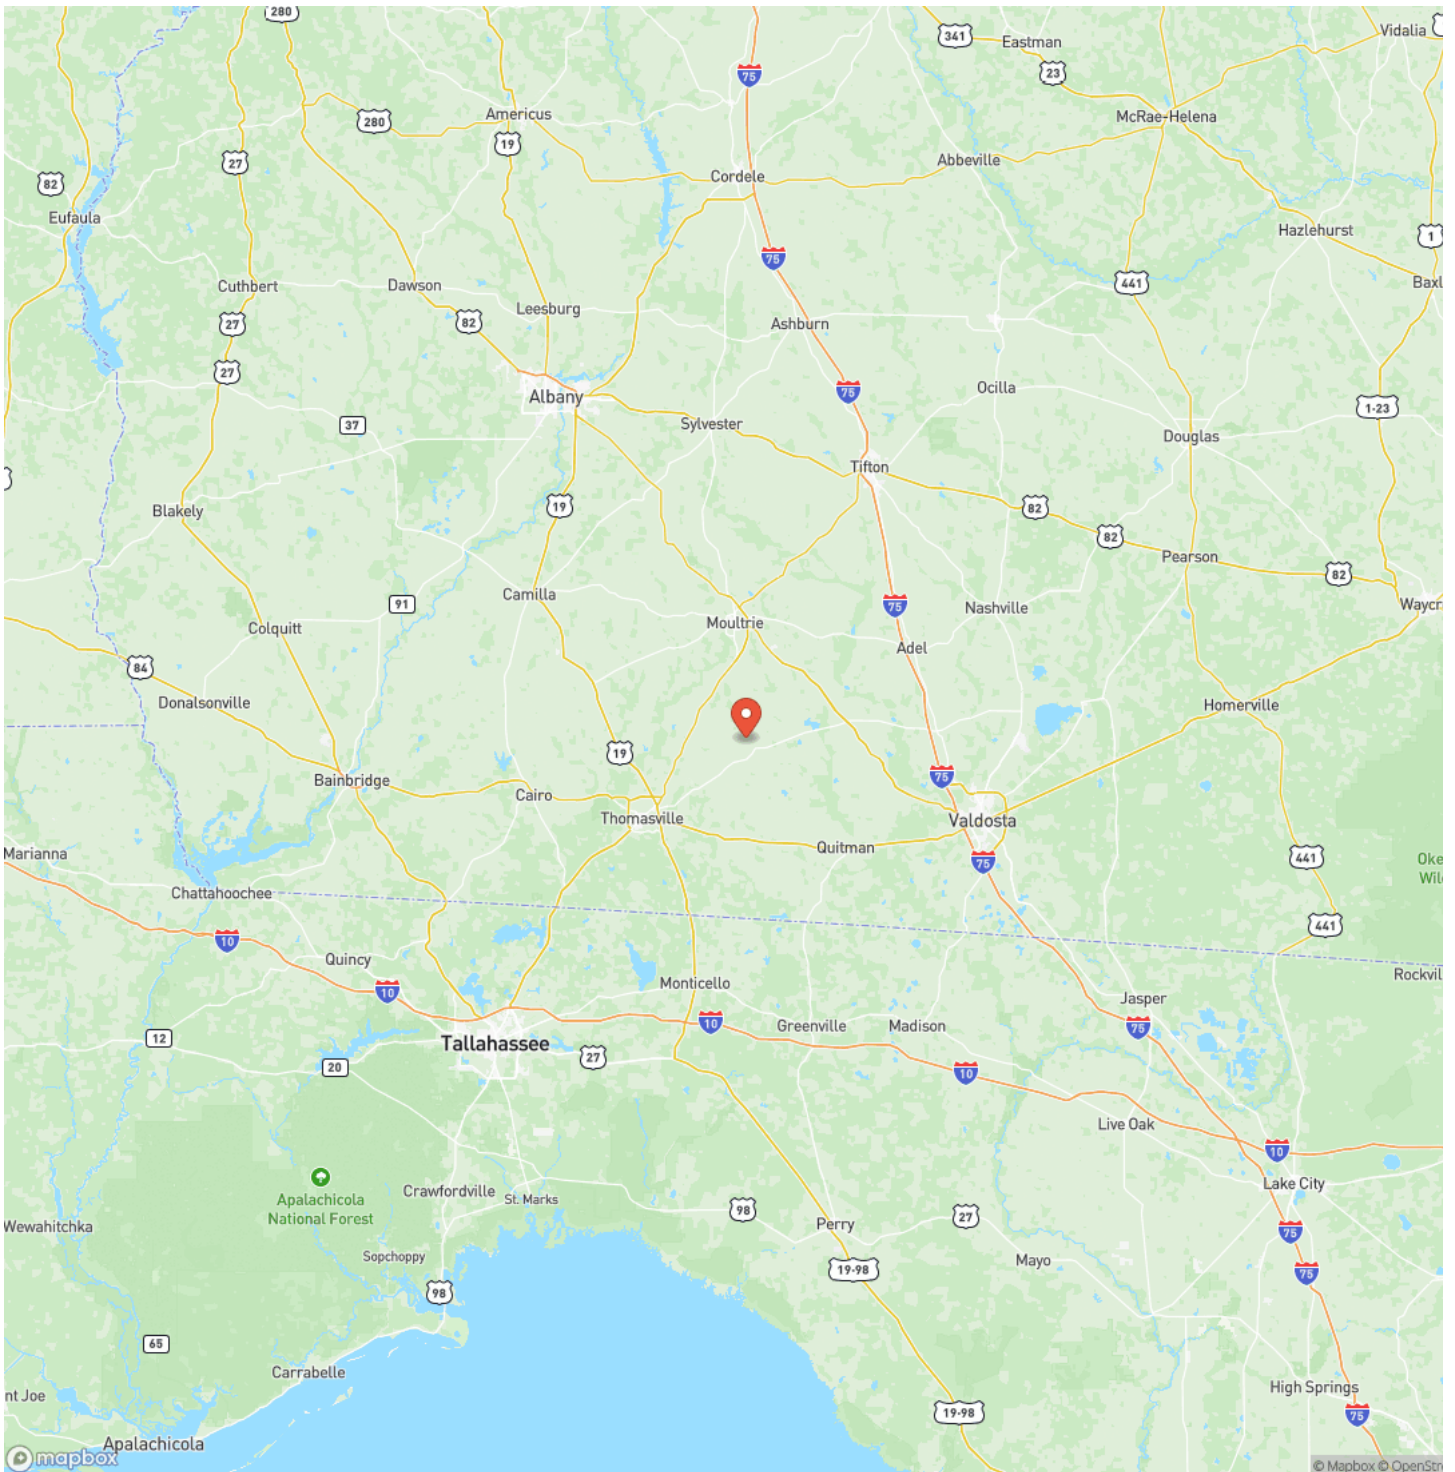 280
341
Eastman
Vidalia
75
23
Americus
280
19
McRae-Helena
27
Abbeville
82
Cordele
Eufaula
Hazlehurst
1
75
441
Cuthbert
Dawson
Baxl
Leesburg
27
82
Ashburn
27
75
Ocilla
Albany
1-23
37
Sylvester
Douglas
Tifton
19
82
Blakely
82
Pearson
82
Camilla
91
75
Nashville
Waycr
Moultrie
Colquitt
Adel
84
Donalsonville
Homerville
19
Bainbridge
75
Cairo
Thomasville
Valdosta
Quitman
Marianna
75
441
Oke
Wil
Chattahoochee
441
10
Quincy
Rockvil
Monticello
10
Jasper
10
Greenville
Madison
75
12
Tallahassee
27
20
10
Live Oak
10
Apalachicola
National Forest
Crawfordville
St. Marks
Lake City
98
27
Wewahitchka
Perry
75
Sopchoppy
Mayo
19-98
75
98
65
Carrabelle
High Springs
nt Joe
19-98
75
Apalachicola
mapbox
© Mapbox © OpenStr